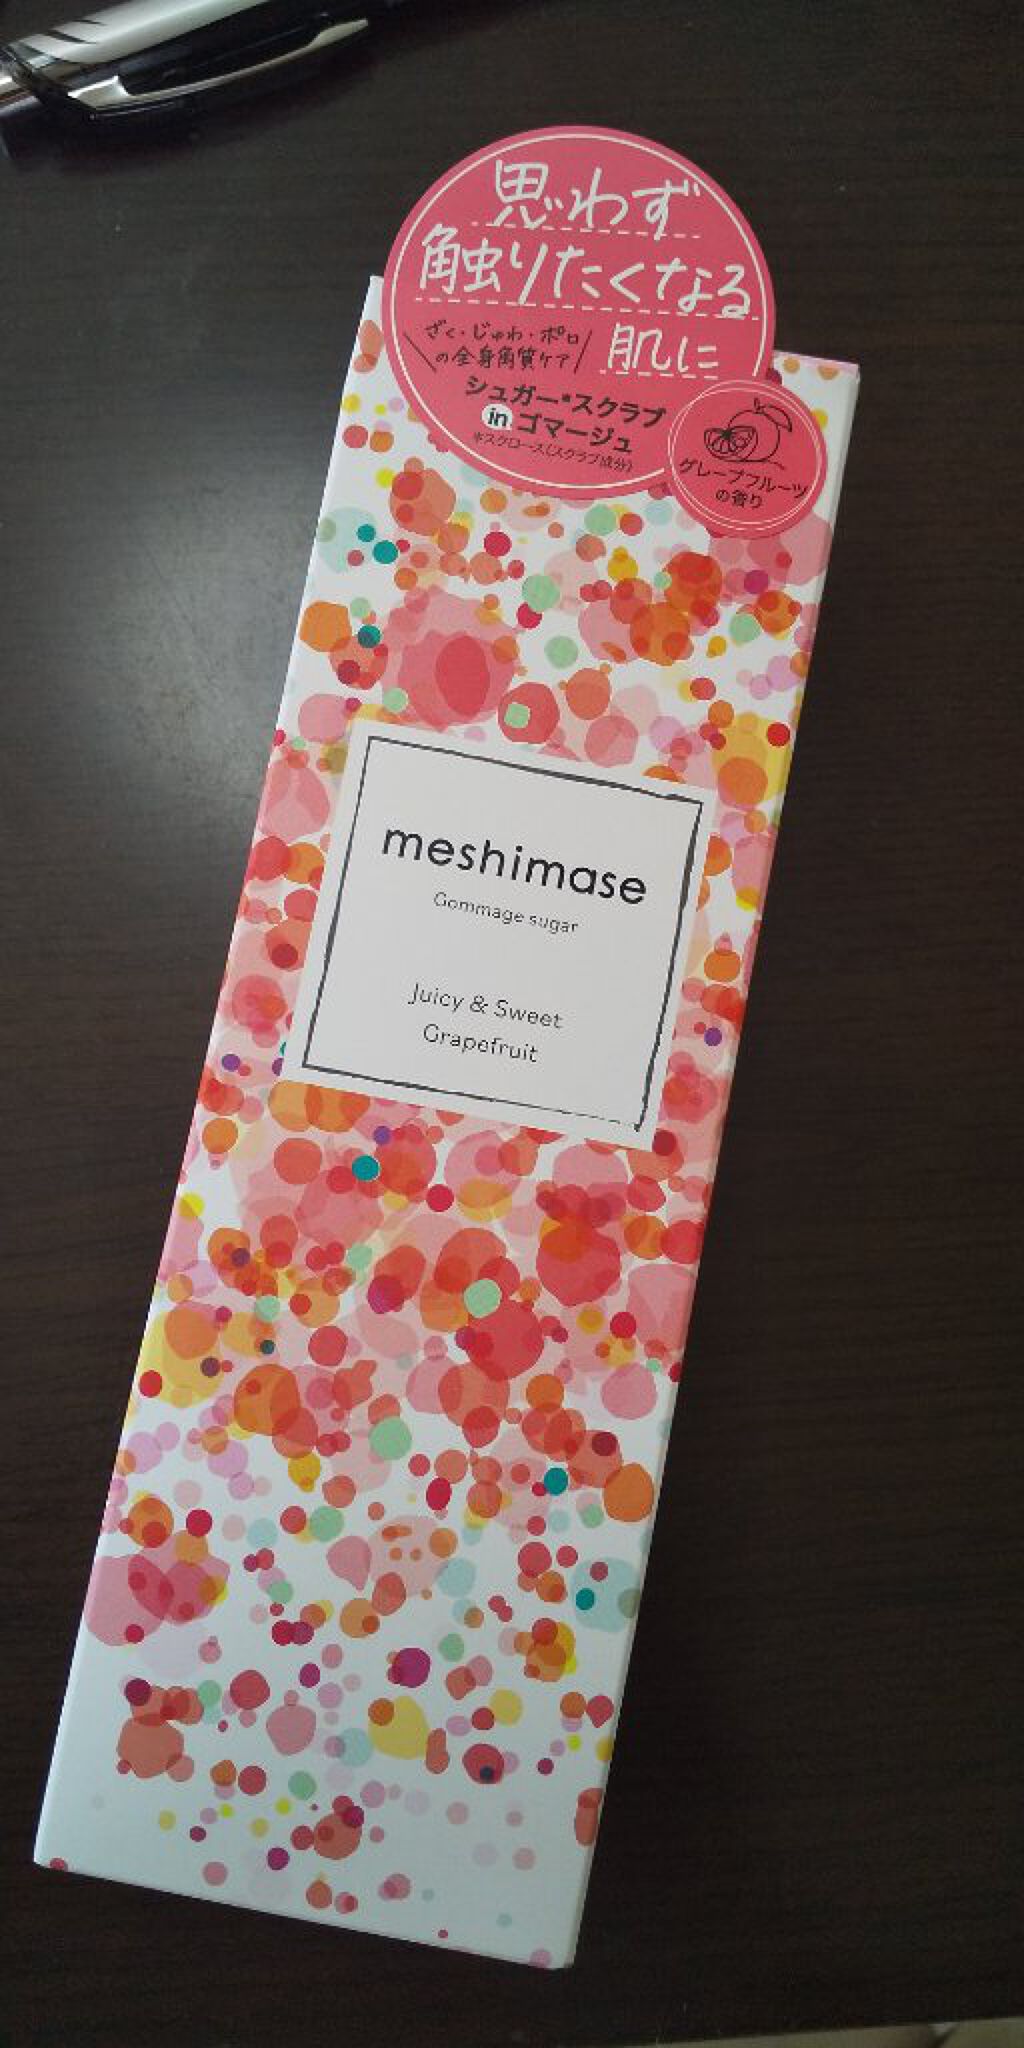 思わず
触りたくなる
ざく・じゅわ・ポロ
の全身角質ケア
肌に
シュガー*スクラブ
in ゴマージュ
*スクロース(スクラブ成分)
グレープフルーツ
の香り
meshimase
Gommage sugar
Juicy & Sweet
Grapefruit